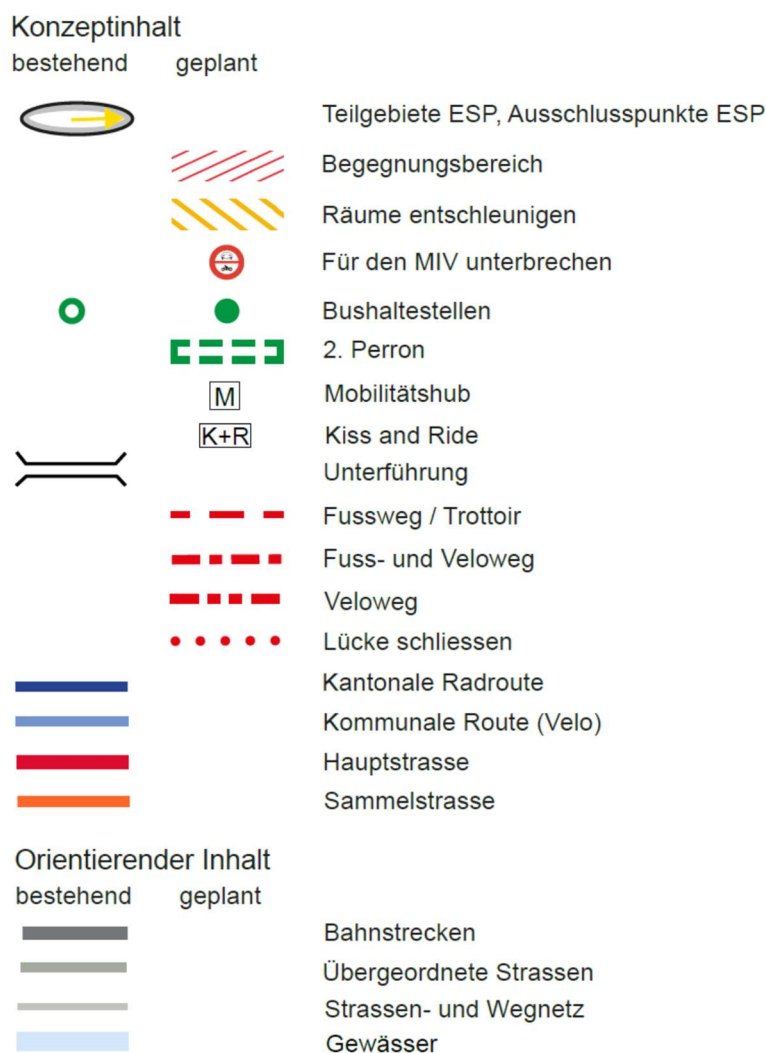 Konzeptinhalt
bestehend geplant
Teilgebiete ESP, Ausschlusspunkte ESP
Begegnungsbereich
Räume entschleunigen
Für den MIV unterbrechen
Bushaltestellen
2. Perron
M Mobilitätshub
K+R Kiss and Ride
Unterführung
Fussweg / Trottoir
Fuss- und Veloweg
Veloweg
Lücke schliessen
Kantonale Radroute
Kommunale Route (Velo)
Hauptstrasse
Sammelstrasse
Orientierender Inhalt
bestehend geplant
Bahnstrecken
Übergeordnete Strassen
Strassen- und Wegnetz
Gewässer